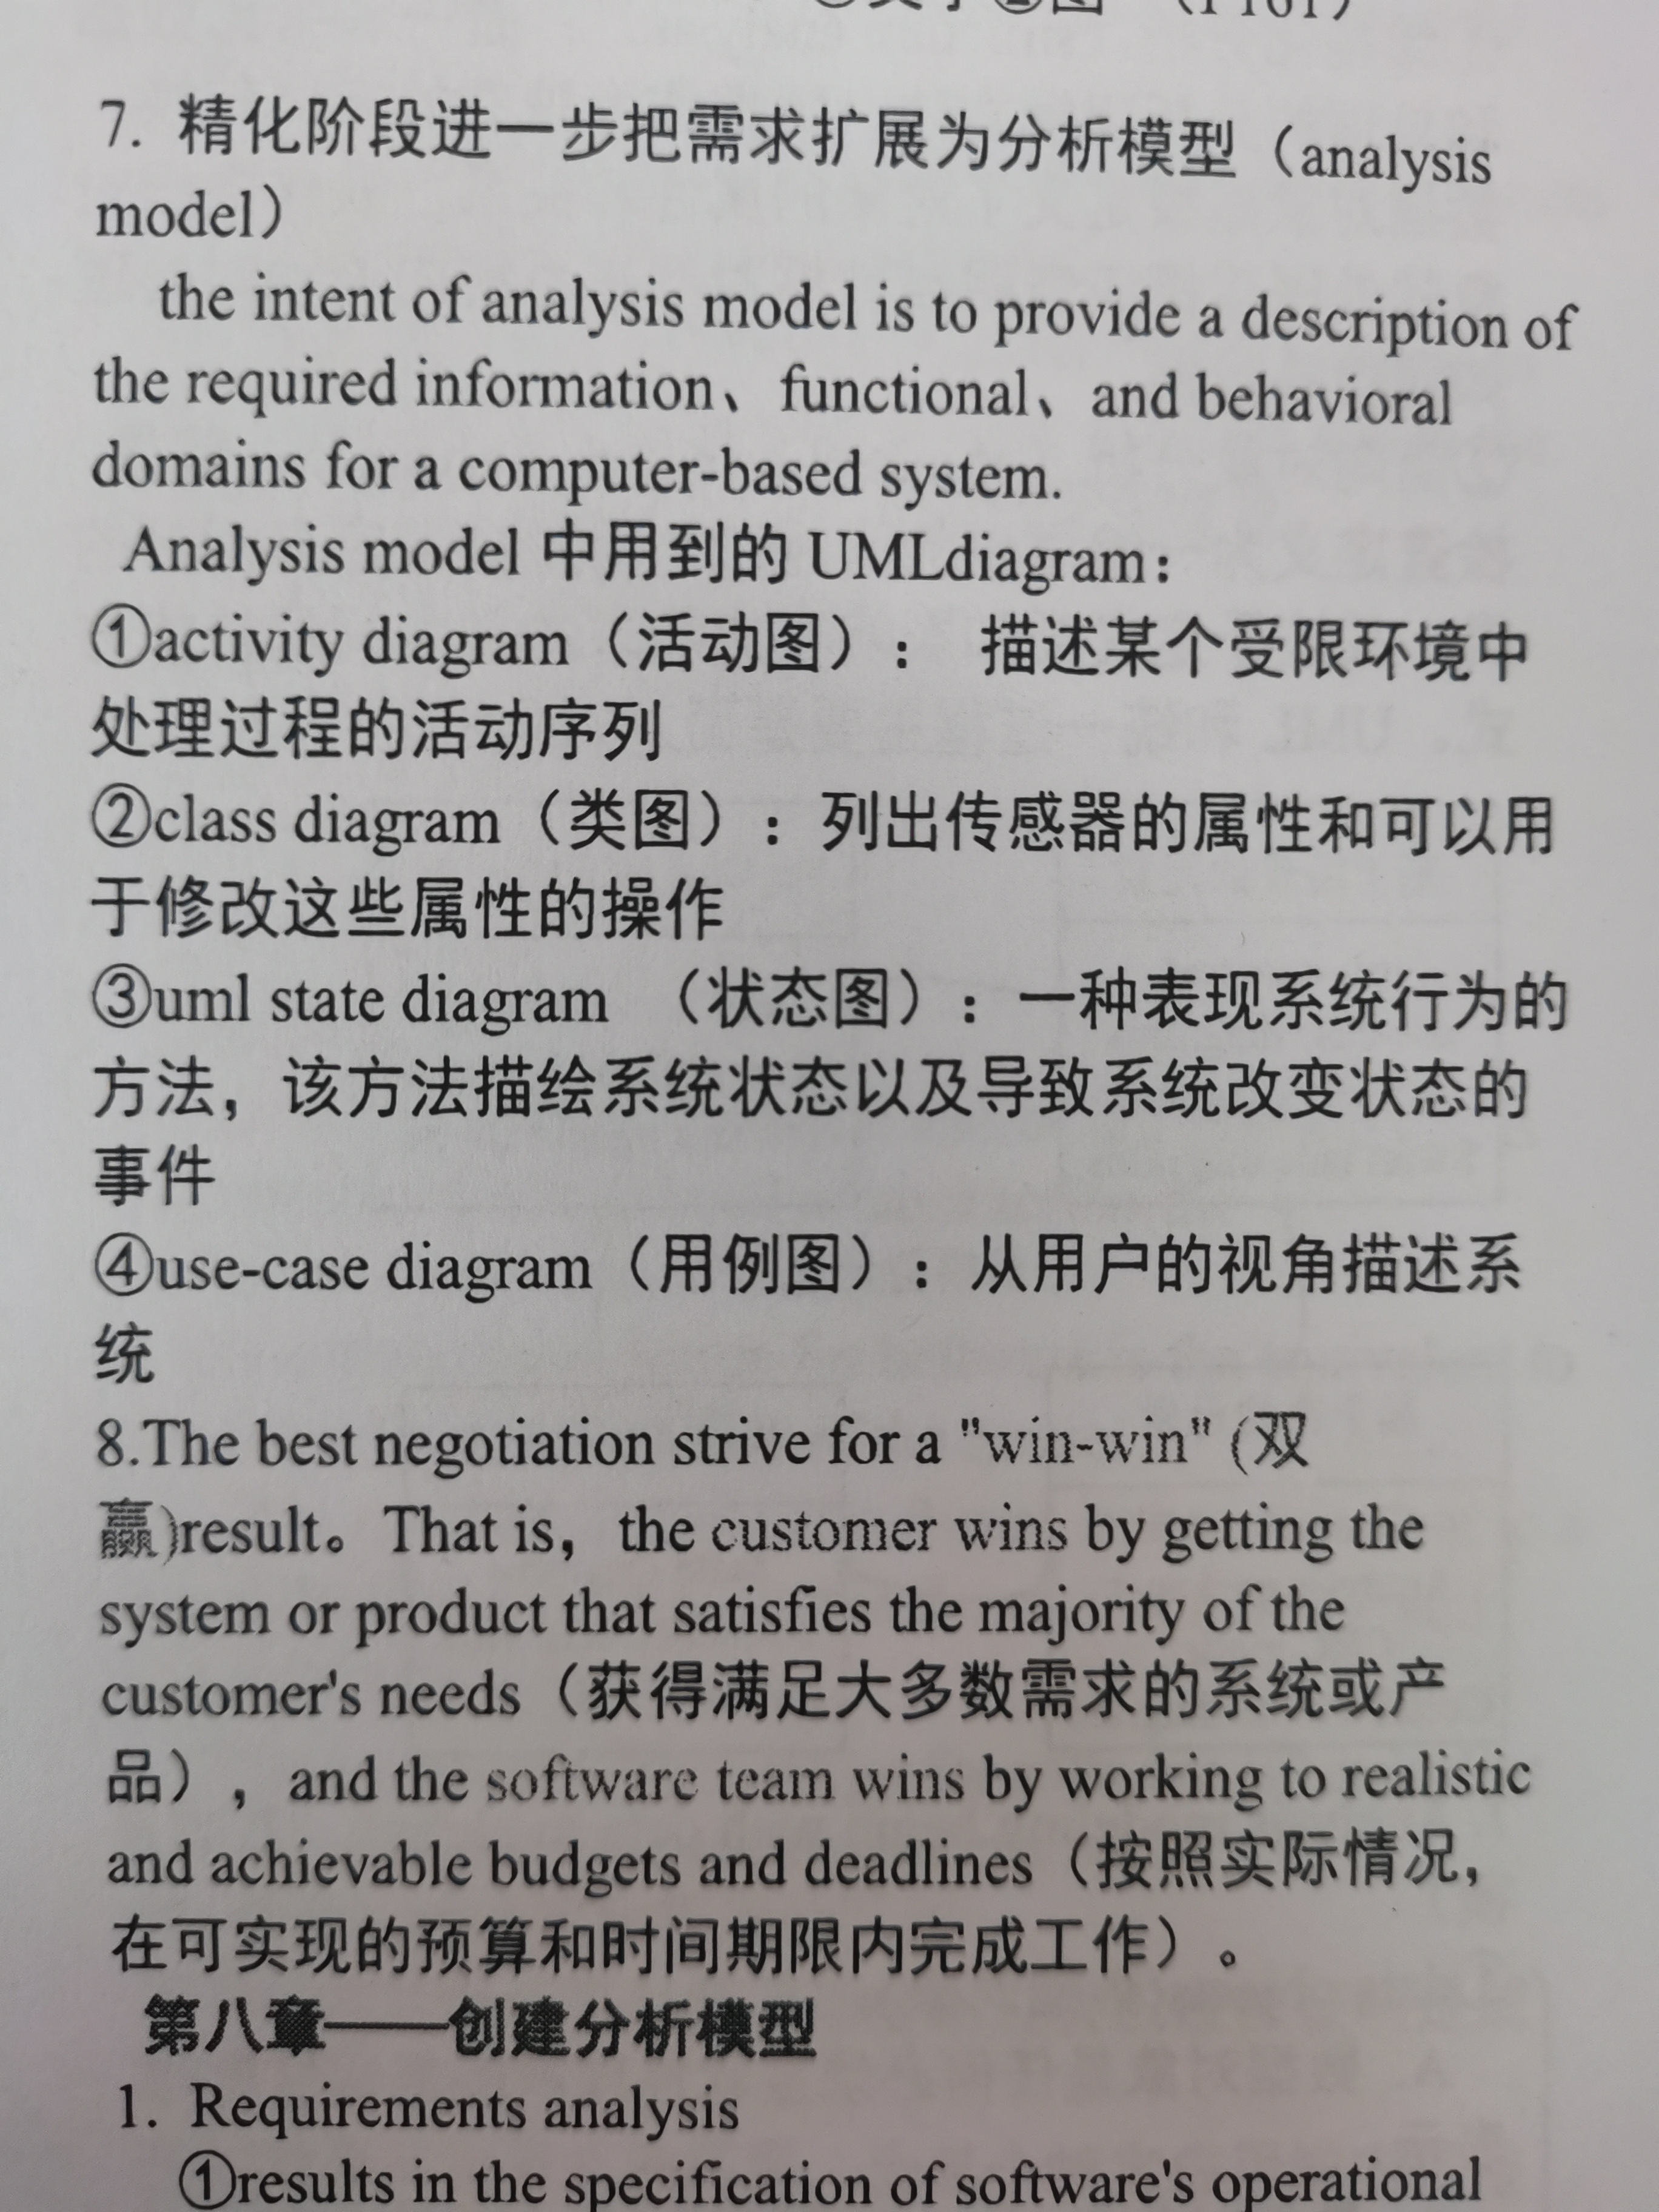 7. 精化阶段进一步把需求扩展为分析模型（analysis
model）
the intent of analysis model is to provide a description of
the required information、functional、and behavioral
domains for a computer-based system.
Analysis model 中用到的 UMLdiagram：
①activity diagram（活动图）： 描述某个受限环境中
处理过程的活动序列
②class diagram（类图）：列出传感器的属性和可以用
于修改这些属性的操作
③uml state diagram （状态图）：一种表现系统行为的
方法，该方法描绘系统状态以及导致系统改变状态的
事件
④use-case diagram（用例图）：从用户的视角描述系
统
8.The best negotiation strive for a "win-win" (双
赢)result。That is，the customer wins by getting the
system or product that satisfies the majority of the
customer's needs（获得满足大多数需求的系统或产
品），and the software team wins by working to realistic
and achievable budgets and deadlines（按照实际情况，
在可实现的预算和时间期限内完成工作）。
第八章——创建分析模型
1. Requirements analysis
①results in the specification of software's operational